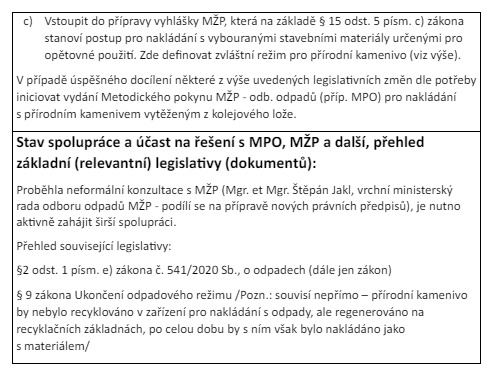 c) Vstoupit do přípravy vyhlášky MŽP, která na základě § 15 odst. 5 písm. c) zákona
stanoví postup pro nakládání s vybouranými stavebními materiály určenými pro
opětovné použití. Zde definovat zvláštní režim pro přírodní kamenivo (viz výše).
V případě úspěšného docílení některé z výše uvedených legislativních změn dle potřeby
iniciovat vydání Metodického pokynu MŽP - odb. odpadů (příp. MPO) pro nakládání
s přírodním kamenivem vytěženým z kolejového lože.
Stav spolupráce a účast na řešení s MPO, MŽP a další, přehled
základní (relevantní) legislativy (dokumentů):
Proběhla neformální konzultace s MŽP (Mgr. et Mgr. Štěpán Jakl, vrchní ministerský
rada odboru odpadů MŽP - podílí se na přípravě nových právních předpisů), je nutno
aktivně zahájit širší spolupráci.
Přehled související legislativy:
§2 odst. 1 písm. e) zákona č. 541/2020 Sb., o odpadech (dále jen zákon)
§ 9 zákona Ukončení odpadového režimu /Pozn.: souvisí nepřímo – přírodní kamenivo
by nebylo recyklováno v zařízení pro nakládání s odpady, ale regenerováno na
recyklačních základnách, po celou dobu by s ním však bylo nakládáno jako
s materiálem/